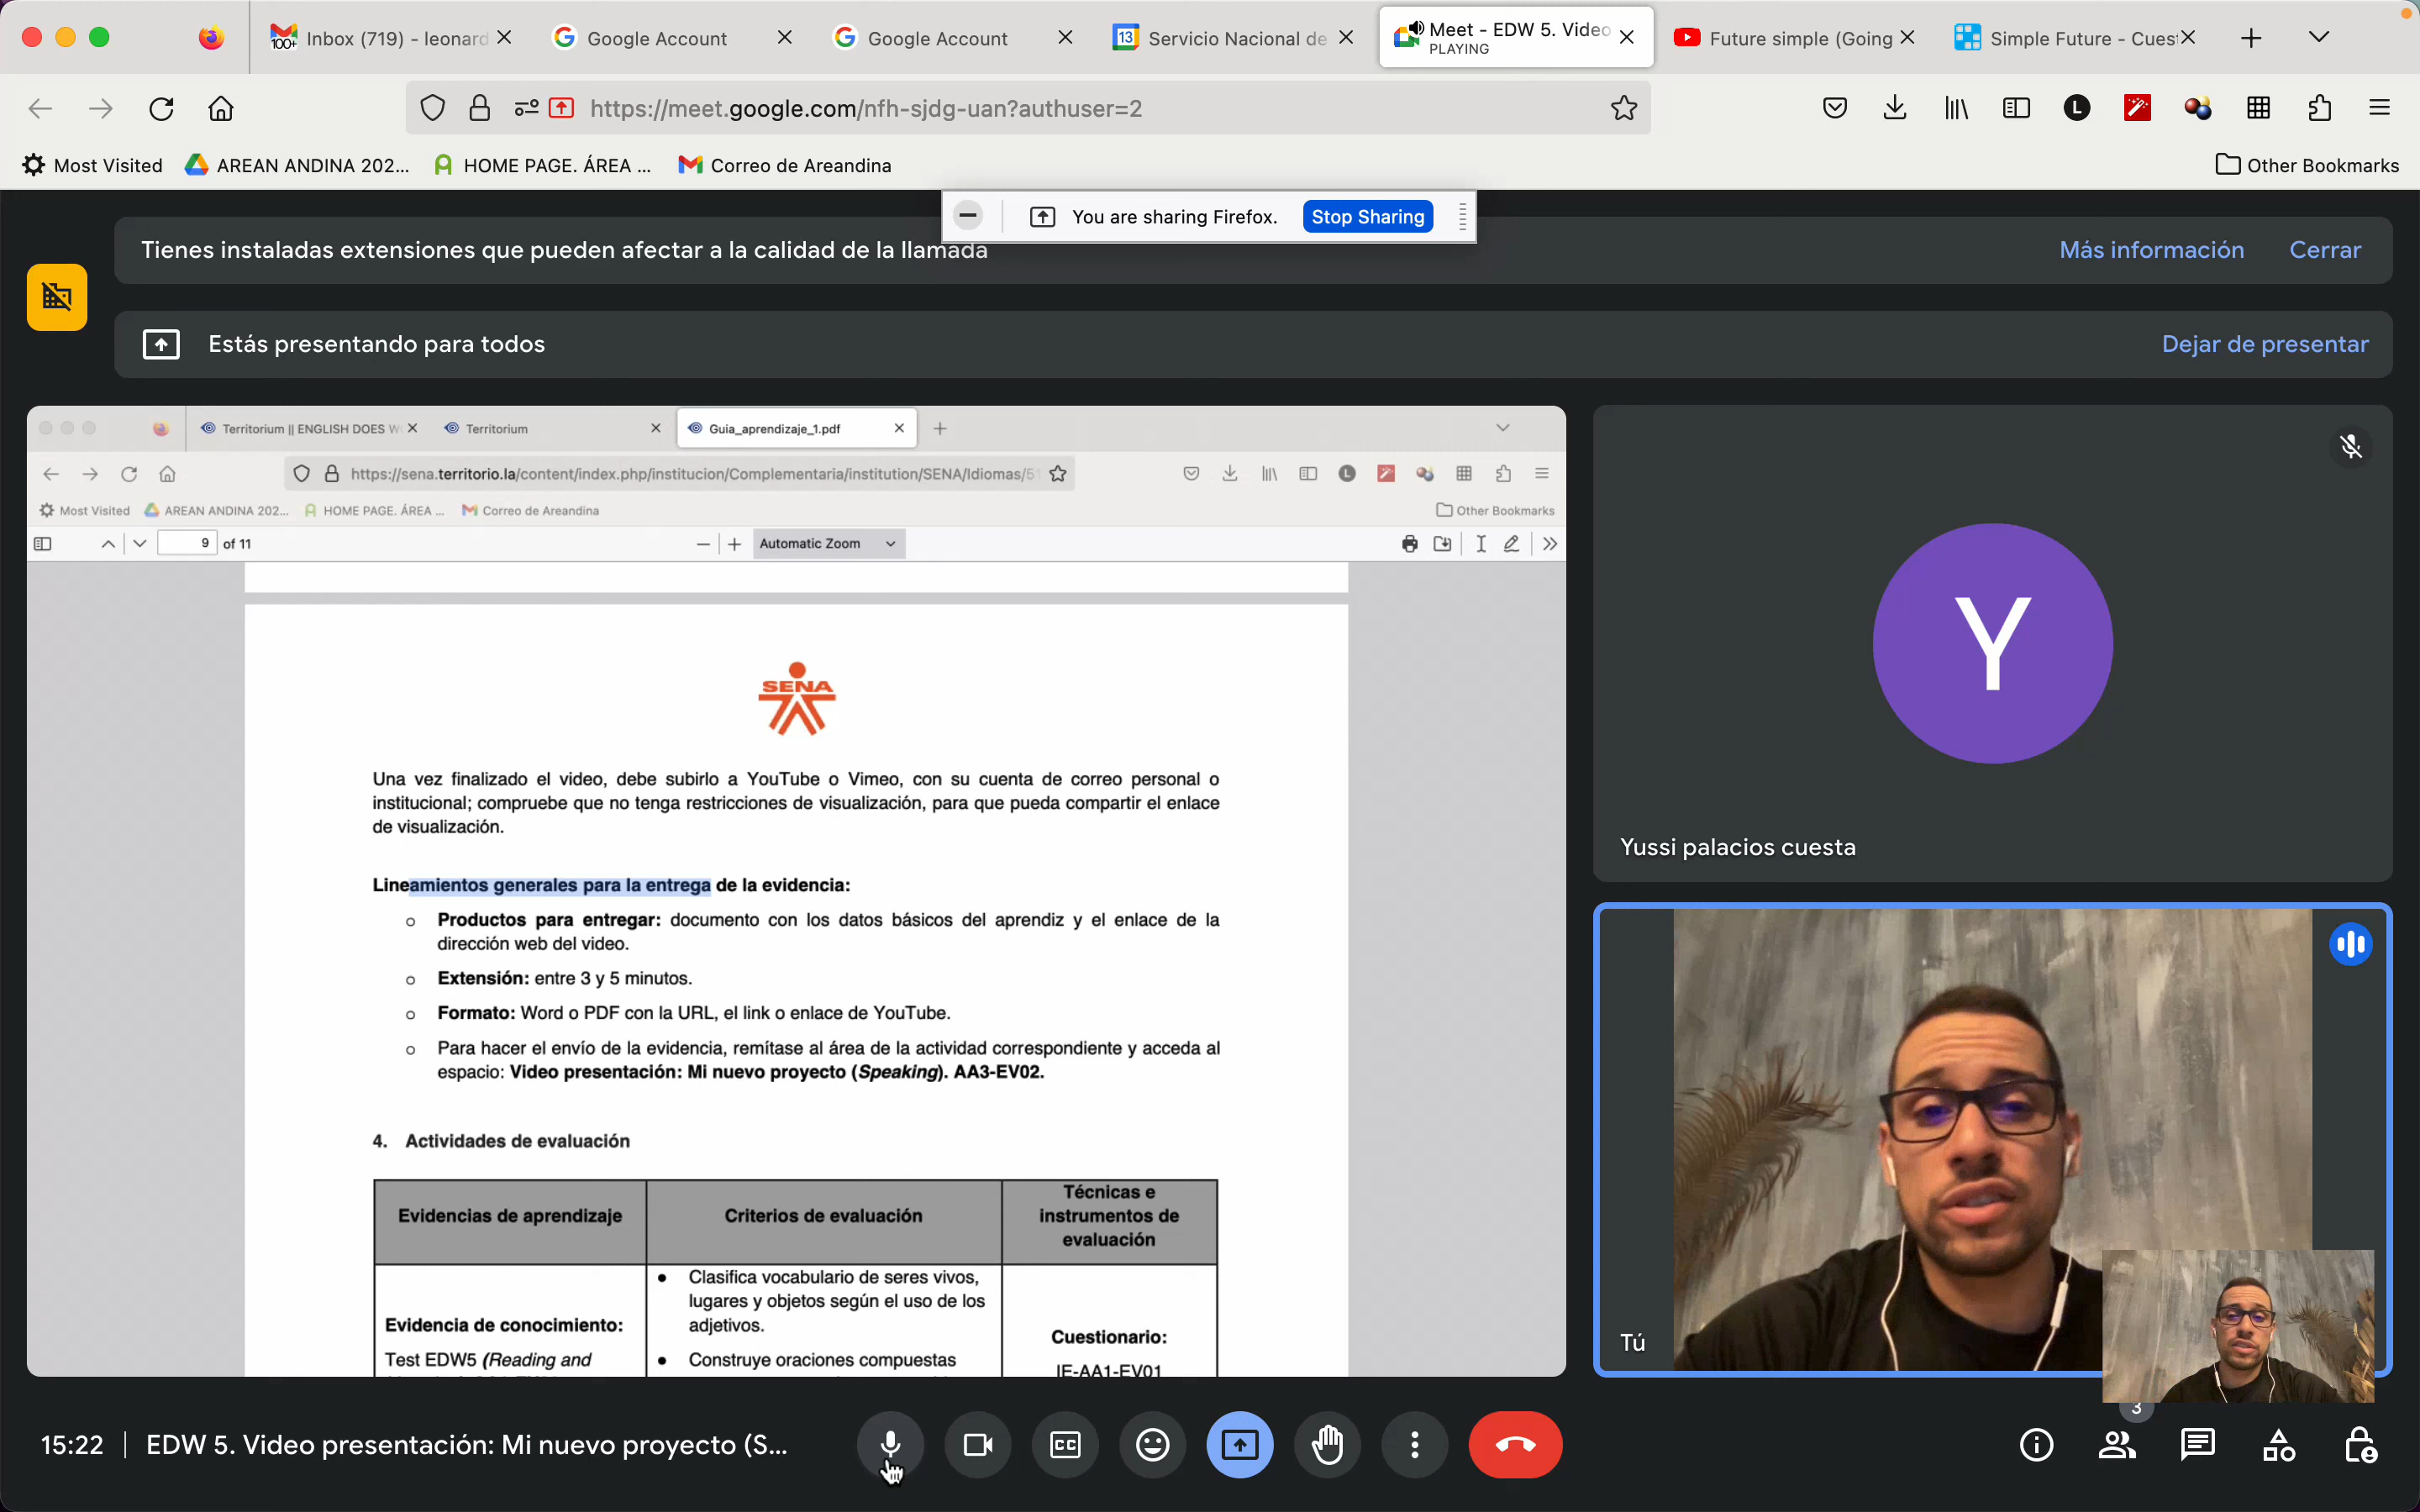 Inbox (719) - leonard
Google Account
Google Account
Servicio Nacional de
Meet - EDW 5. Video
PLAYING
Future simple (Going
Simple Future - Cues
https://meet.google.com/nfh-sjdg-uan?authuser=2
Most Visited
AREAN ANDINA 202...
HOME PAGE. ÁREA ...
Correo de Areandina
Other Bookmarks
You are sharing Firefox.
Stop Sharing
Tienes instaladas extensiones que pueden afectar a la calidad de la llamada
Más información
Cerrar
Estás presentando para todos
Dejar de presentar
Territorium || ENGLISH DOES W
Territorium
Guia_aprendizaje_1.pdf
https://sena.territorio.la/content/index.php/institucion/Complementaria/institution/SENA/Idiomas/51
Most Visited
AREAN ANDINA 202...
HOME PAGE. ÁREA ...
Correo de Areandina
Other Bookmarks
9 of 11
Automatic Zoom
SENA
Una vez finalizado el video, debe subirlo a YouTube o Vimeo, con su cuenta de correo personal o
institucional; compruebe que no tenga restricciones de visualización, para que pueda compartir el enlace
de visualización.
Lineamientos generales para la entrega de la evidencia:
o Productos para entregar: documento con los datos básicos del aprendiz y el enlace de la
dirección web del video.
o Extensión: entre 3 y 5 minutos.
o Formato: Word o PDF con la URL, el link o enlace de YouTube.
o Para hacer el envío de la evidencia, remítase al área de la actividad correspondiente y acceda al
espacio: Video presentación: Mi nuevo proyecto (Speaking). AA3-EV02.
4. Actividades de evaluación
Evidencias de aprendizaje
Criterios de evaluación
Técnicas e
instrumentos de
evaluación
Evidencia de conocimiento:
Test EDW5 (Reading and
• Clasifica vocabulario de seres vivos,
lugares y objetos según el uso de los
adjetivos.
• Construye oraciones compuestas
Cuestionario:
IE-AA1-EV01
Y
Yussi palacios cuesta
Tú
15:22
EDW 5. Video presentación: Mi nuevo proyecto (S...
3